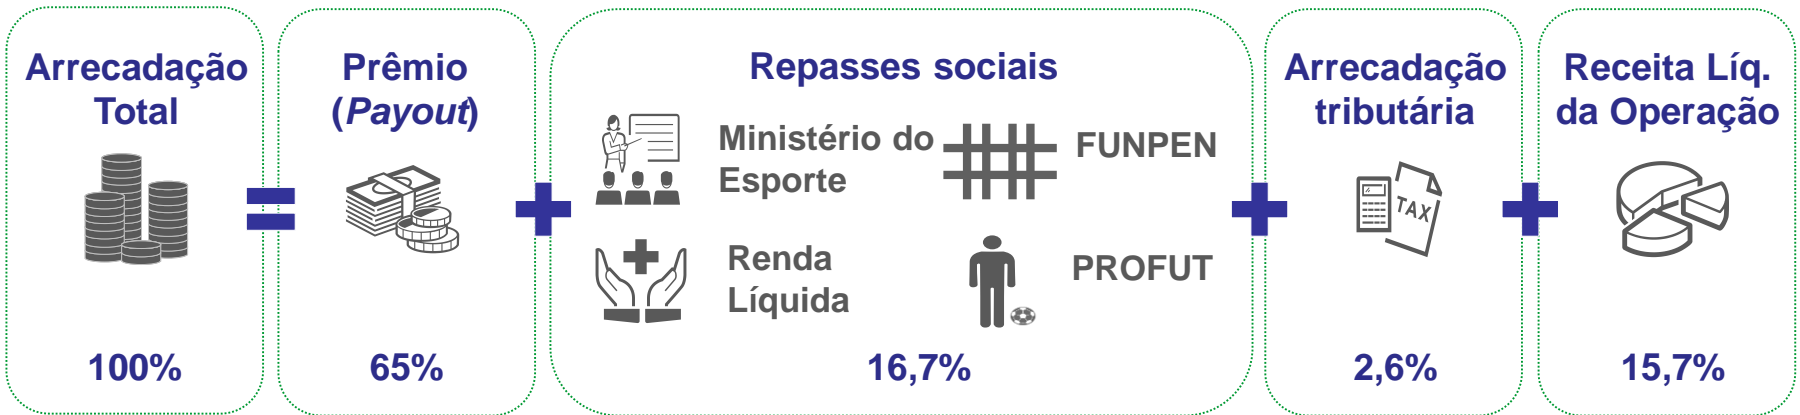 Arrecadação
Total
100%
=
Prêmio
(Payout)
65%
+
Repasses sociais
Ministério do
Esporte
FUNPEN
Renda
Líquida
PROFUT
16,7%
+
Arrecadação
tributária
TAX
2,6%
+
Receita Líq.
da Operação
15,7%